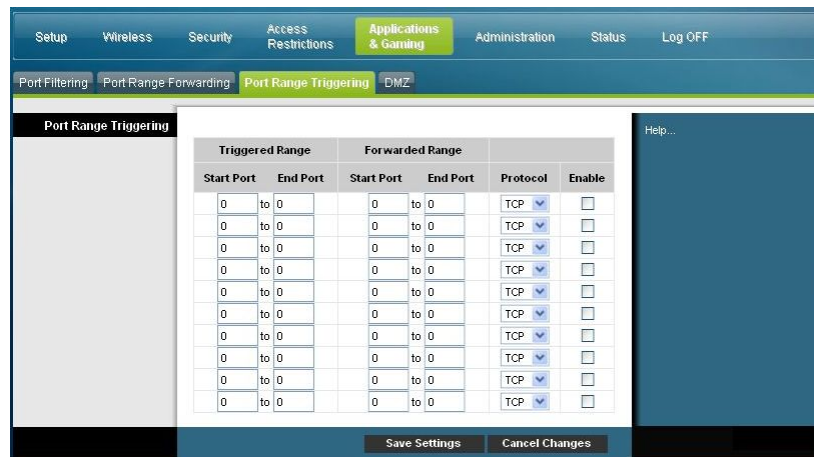 Setup Wireless Security Access Restrictions Applications & Gaming Administration Status Log OFF
Port Filtering Port Range Forwarding Port Range Triggering DMZ
Port Range Triggering
Help...
Triggered Range Forwarded Range
Start Port End Port Start Port End Port Protocol Enable
0 to 0 0 to 0 TCP
0 to 0 0 to 0 TCP
0 to 0 0 to 0 TCP
0 to 0 0 to 0 TCP
0 to 0 0 to 0 TCP
0 to 0 0 to 0 TCP
0 to 0 0 to 0 TCP
0 to 0 0 to 0 TCP
0 to 0 0 to 0 TCP
0 to 0 0 to 0 TCP
Save Settings Cancel Changes